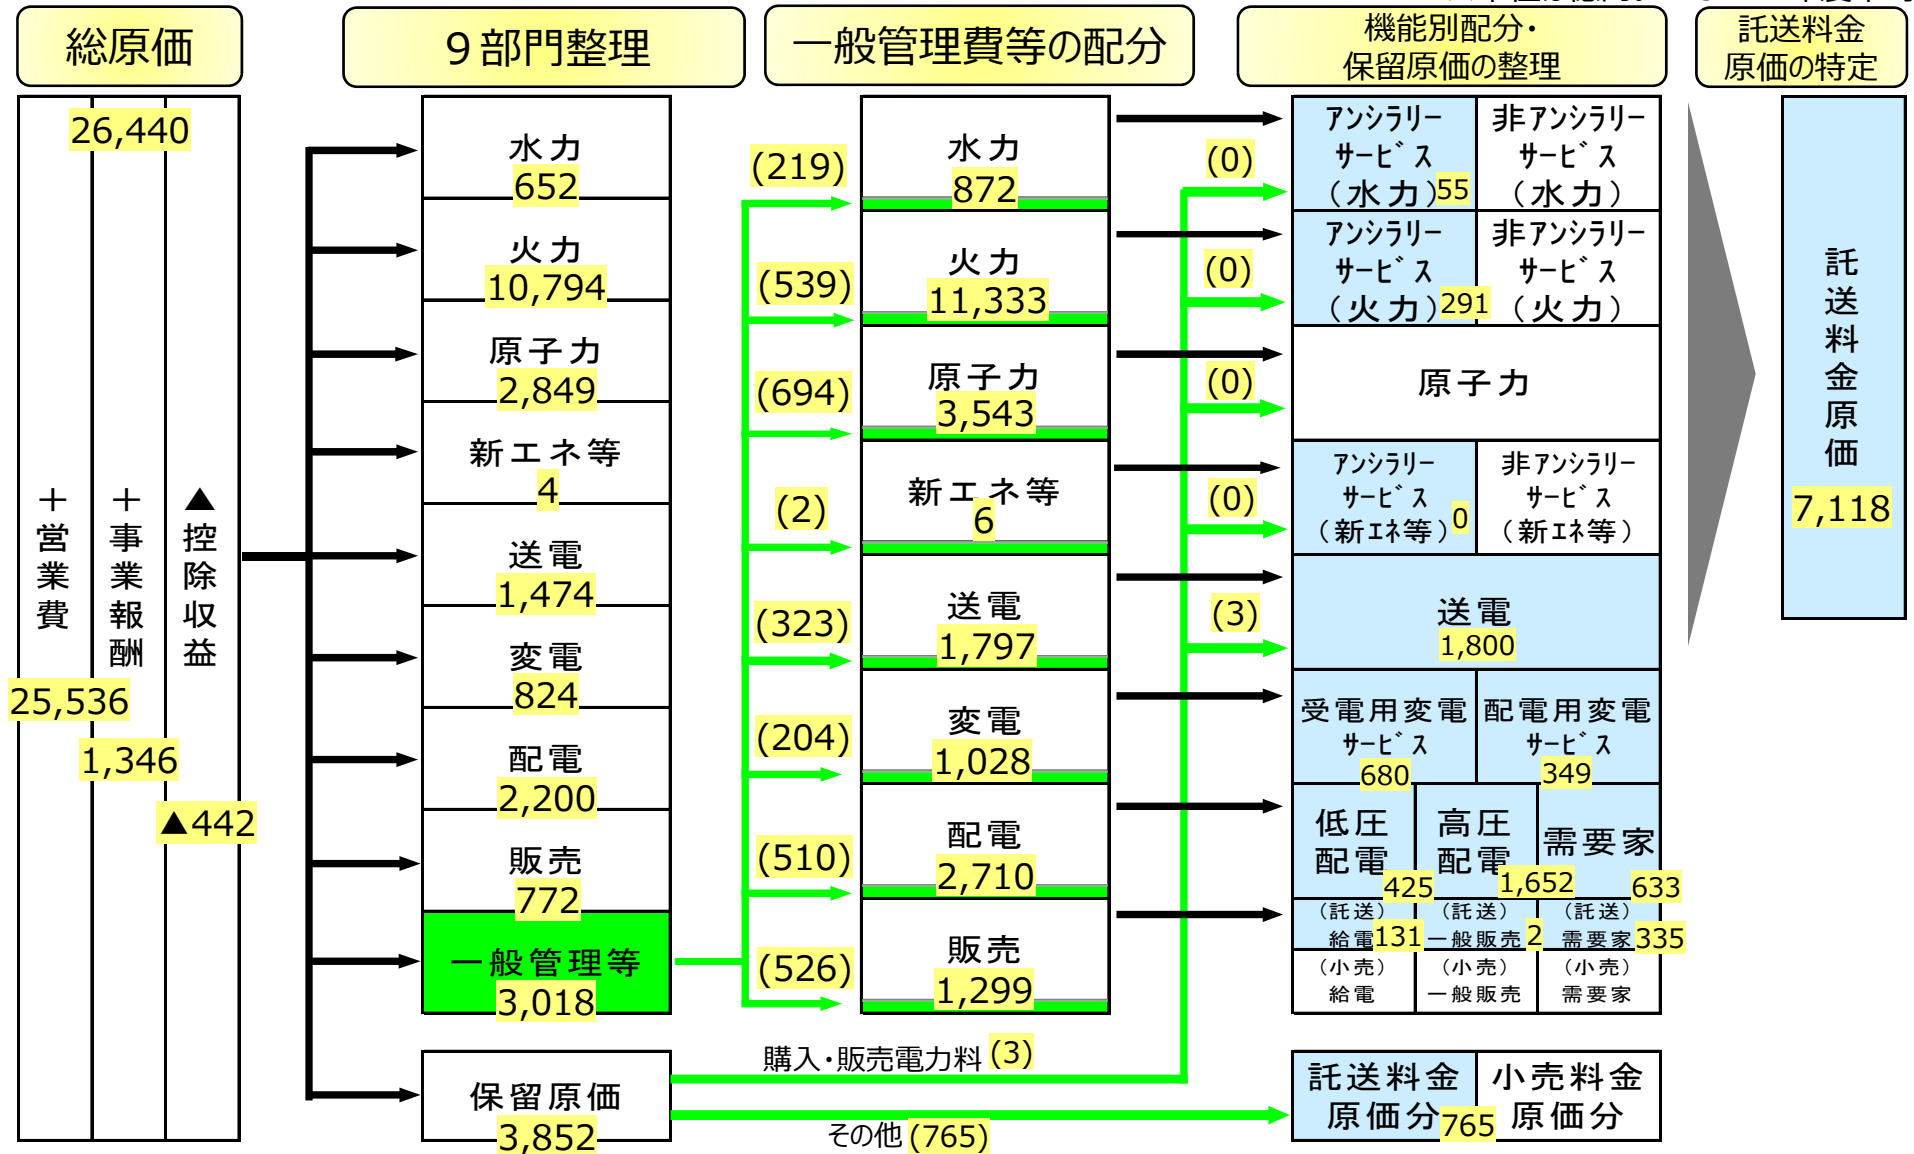 総原価
9部門整理
一般管理費等の配分
機能別配分・
保留原価の整理
託送料金
原価の特定
26,440
＋営業費
＋事業報酬
▲控除収益
25,536
1,346
▲442
水力
652
火力
10,794
原子力
2,849
新エネ等
4
送電
1,474
変電
824
配電
2,200
販売
772
一般管理等
3,018
保留原価
3,852
(219)
(539)
(694)
(2)
(323)
(204)
(510)
(526)
水力
872
火力
11,333
原子力
3,543
新エネ等
6
送電
1,797
変電
1,028
配電
2,710
販売
1,299
購入・販売電力料 (3)
その他 (765)
(0)
(0)
(0)
(0)
(3)
アンシラリー
サービス
（水力）55
非アンシラリー
サービス
（水力）
アンシラリー
サービス
（火力）291
非アンシラリー
サービス
（火力）
原子力
アンシラリー
サービス
（新エネ等）0
非アンシラリー
サービス
（新エネ等）
送電
1,800
受電用変電
サービス
680
配電用変電
サービス
349
低圧
配電
425
高圧
配電
1,652
需要家
633
（託送）
給電131
（託送）
一般販売2
（託送）
需要家335
（小売）
給電
（小売）
一般販売
（小売）
需要家
託送料金
原価分765
小売料金
原価分
託送料金原価
7,118